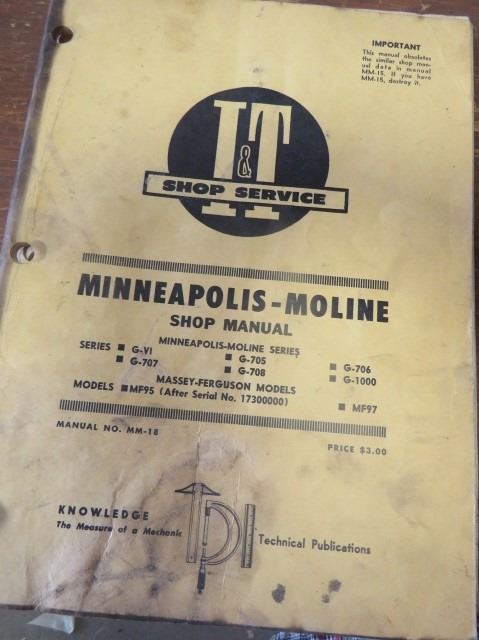 IMPORTANT
This manual obsoletes
the similar shop man-
ual data in manual
MM-15. If you have
MM-15, destroy it.
I&T
SHOP SERVICE
MINNEAPOLIS-MOLINE
SHOP MANUAL
MINNEAPOLIS-MOLINE SERIES
SERIES ■ G-VI ■ G-705 ■ G-706
■ G-707 ■ G-708 ■ G-1000
MASSEY-FERGUSON MODELS
MODELS ■ MF95 (After Serial No. 17300000) ■ MF97
MANUAL NO. MM-18
PRICE $3.00
KNOWLEDGE
The Measure of a Mechanic
Technical Publications